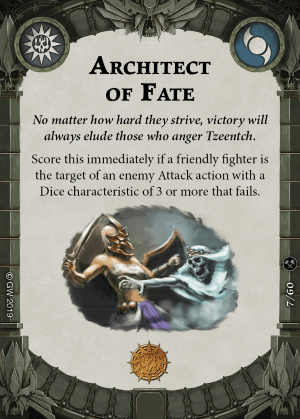 ARCHITECT
OF FATE
No matter how hard they strive, victory will
always elude those who anger Tzeentch.
Score this immediately if a friendly fighter is
the target of an enemy Attack action with a
Dice characteristic of 3 or more that fails.
© GW 2019
7/60